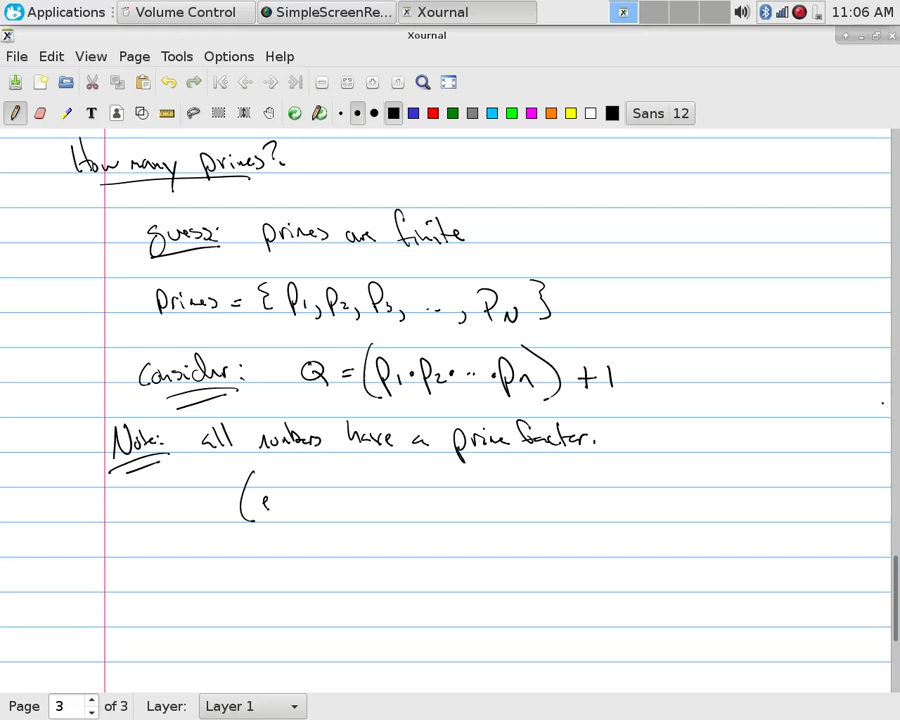 Applications Volume Control SimpleScreenRe... Xournal 11:06 AM
Xournal
File Edit View Page Tools Options Help
Sans 12
How many primes?
guess: primes are finite
Primes = { P1, P2, P3, ..., PN }
Consider: Q = (P1·P2· ... ·Pn) + 1
Note: all numbers have a prime factor.
(e
Page 3 of 3 Layer: Layer 1